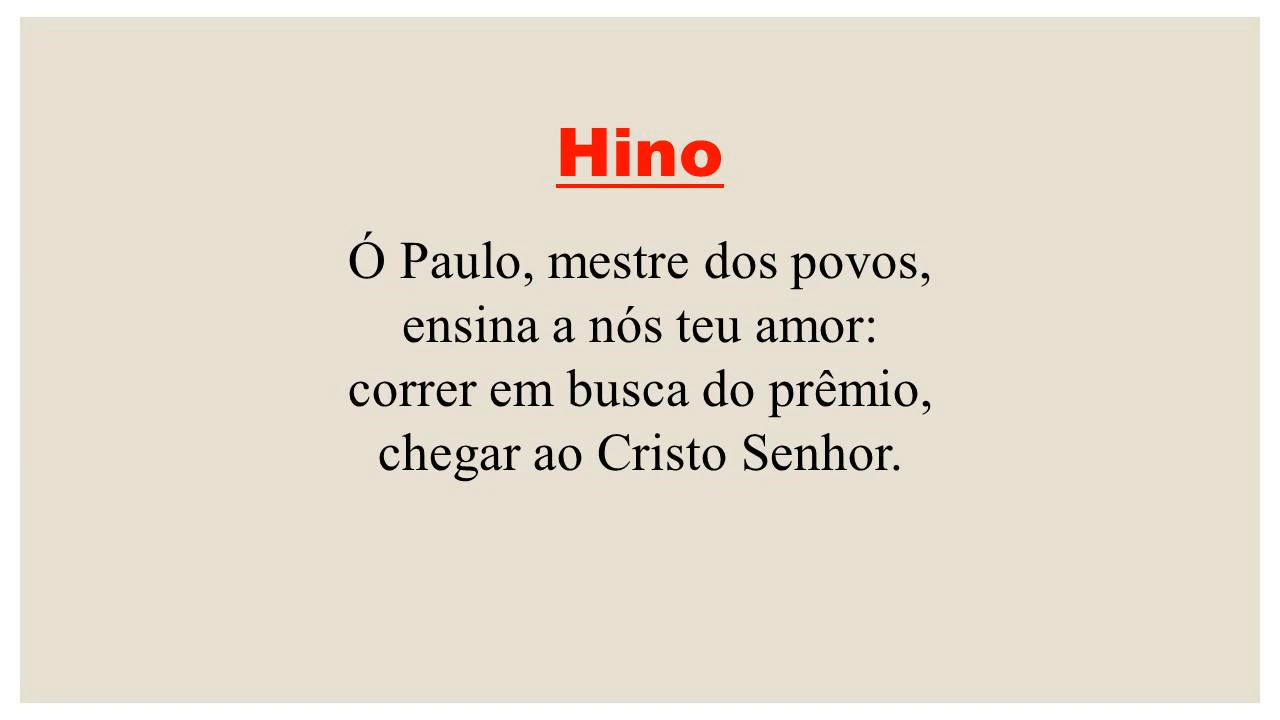 Hino
Ó Paulo, mestre dos povos,
ensina a nós teu amor:
correr em busca do prêmio,
chegar ao Cristo Senhor.